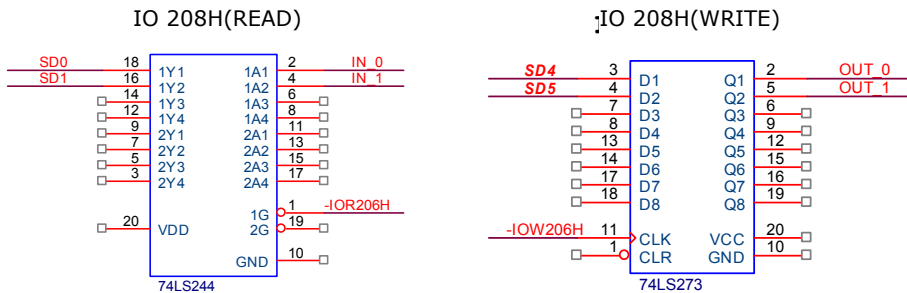 IO 208H(READ)
SD0 18 1Y1 1A1 2 IN_0
SD1 16 1Y2 1A2 4 IN_1
14 1Y3 1A3 6
12 1Y4 1A4 8
9 2Y1 2A1 11
7 2Y2 2A2 13
5 2Y3 2A3 15
3 2Y4 2A4 17
1G 1 -IOR206H
20 VDD 2G 19
GND 10
74LS244
IO 208H(WRITE)
SD4 3 D1 Q1 2 OUT_0
SD5 4 D2 Q2 5 OUT_1
7 D3 Q3 6
8 D4 Q4 9
13 D5 Q5 12
14 D6 Q6 15
17 D7 Q7 16
18 D8 Q8 19
-IOW206H 11 CLK VCC 20
1 CLR GND 10
74LS273